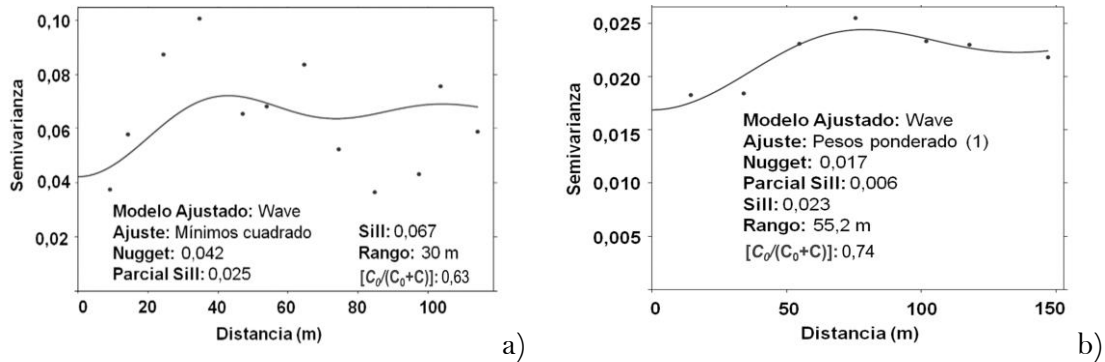 Semivarianza
0,10
0,08
0,06
0,04
0,02
Modelo Ajustado: Wave
Ajuste: Mínimos cuadrado
Nugget: 0,042
Parcial Sill: 0,025
Sill: 0,067
Rango: 30 m
[C₀/(C₀+C)]: 0,63
0 20 40 60 80 100
Distancia (m)
a)
Semivarianza
0,025
0,020
0,015
0,010
0,005
Modelo Ajustado: Wave
Ajuste: Pesos ponderado (1)
Nugget: 0,017
Parcial Sill: 0,006
Sill: 0,023
Rango: 55,2 m
[C₀/(C₀+C)]: 0,74
0 50 100 150
Distancia (m)
b)